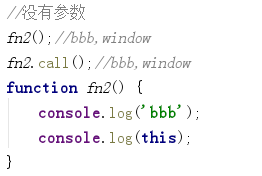 //没有参数
fn2();//bbb,window
fn2.call();//bbb,window
function fn2() {
    console.log('bbb');
    console.log(this);
}